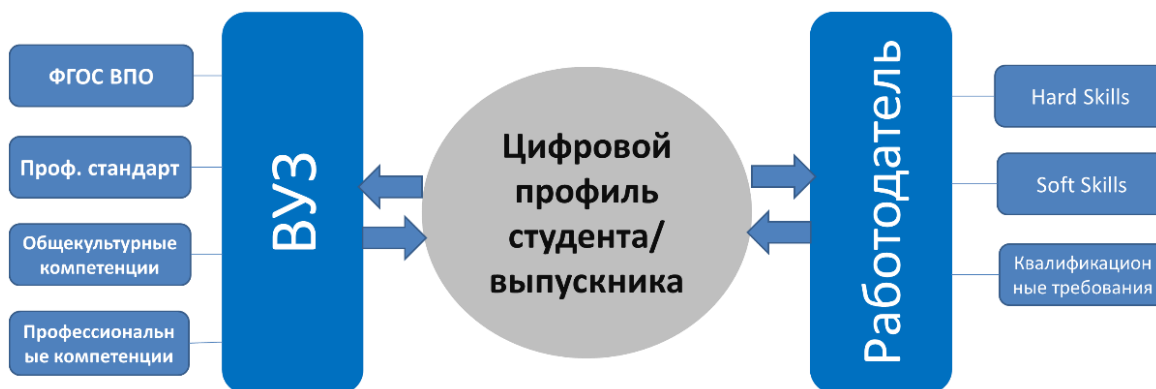 ФГОС ВПО
Проф. стандарт
Общекультурные
компетенции
Профессиональн
ые компетенции
ВУЗ
Цифровой
профиль
студента/
выпускника
Работодатель
Hard Skills
Soft Skills
Квалификацион
ные требования